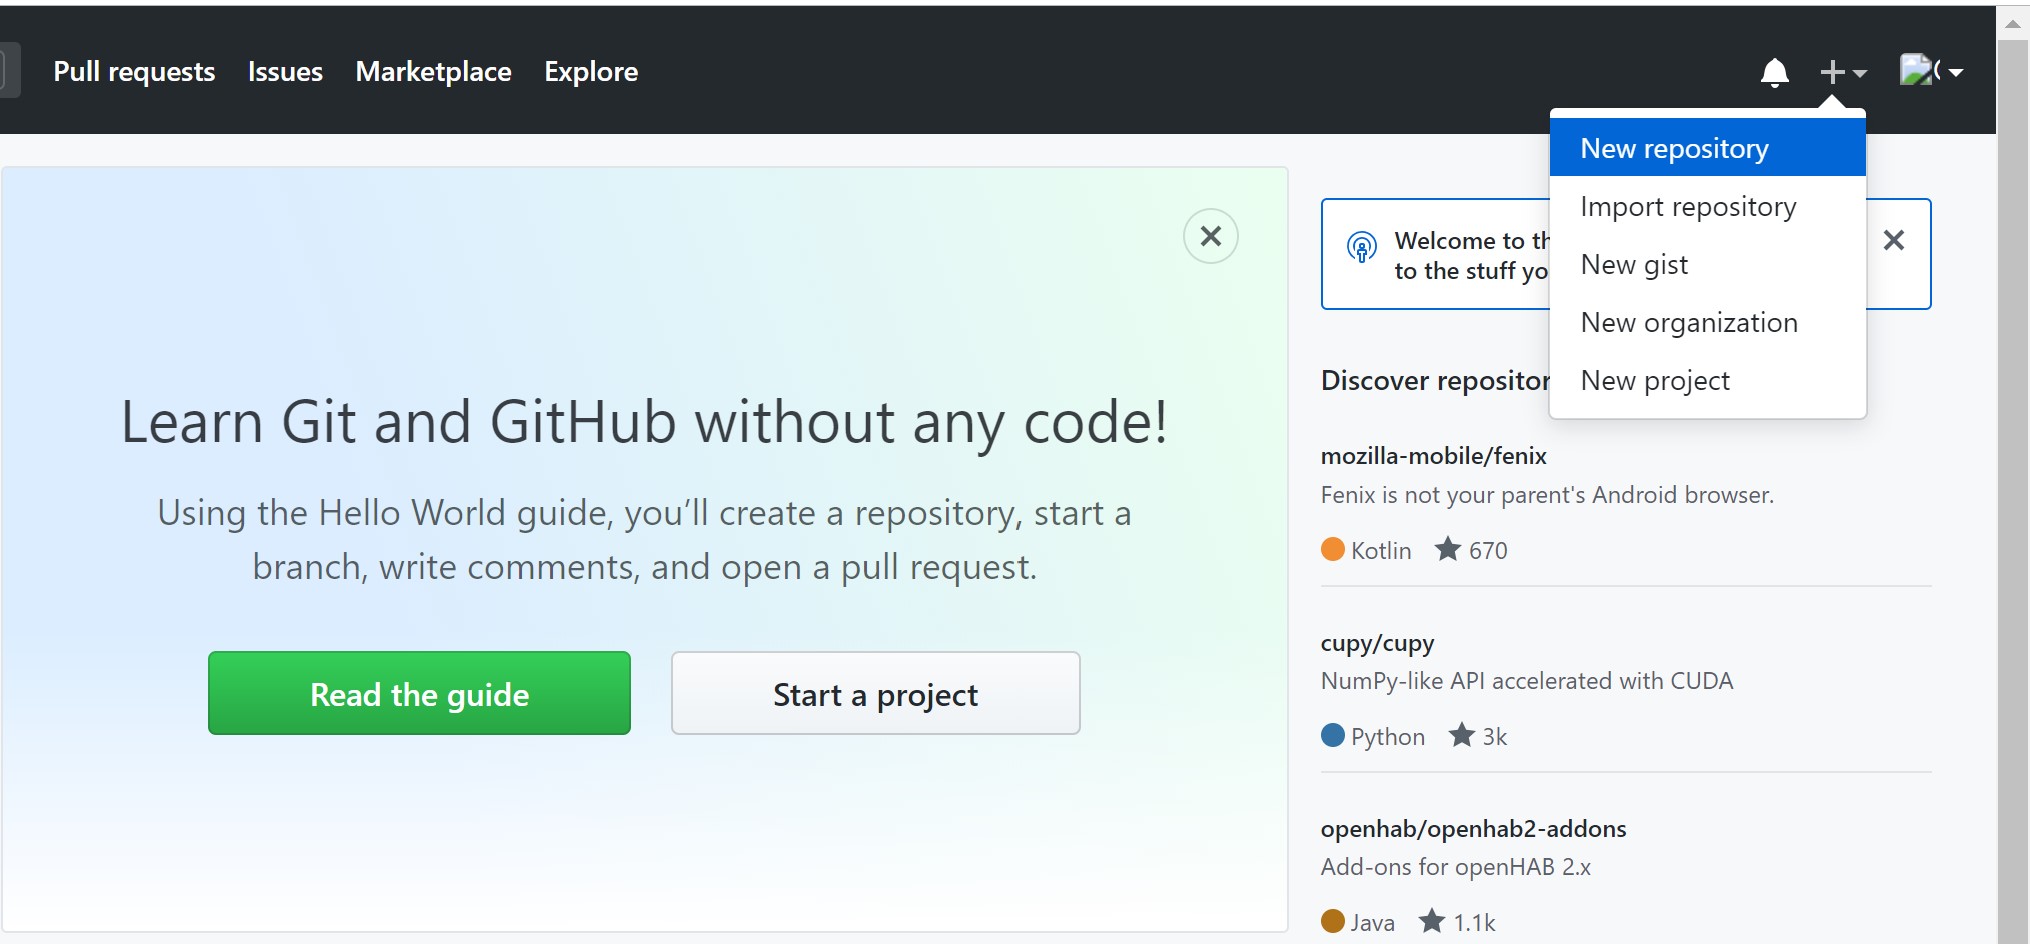 Pull requests Issues Marketplace Explore
New repository
Import repository
New gist
New organization
New project
Learn Git and GitHub without any code!
Using the Hello World guide, you’ll create a repository, start a
branch, write comments, and open a pull request.
Read the guide
Start a project
Welcome to th
to the stuff yo
Discover repositor
mozilla-mobile/fenix
Fenix is not your parent's Android browser.
Kotlin 670
cupy/cupy
NumPy-like API accelerated with CUDA
Python 3k
openhab/openhab2-addons
Add-ons for openHAB 2.x
Java 1.1k